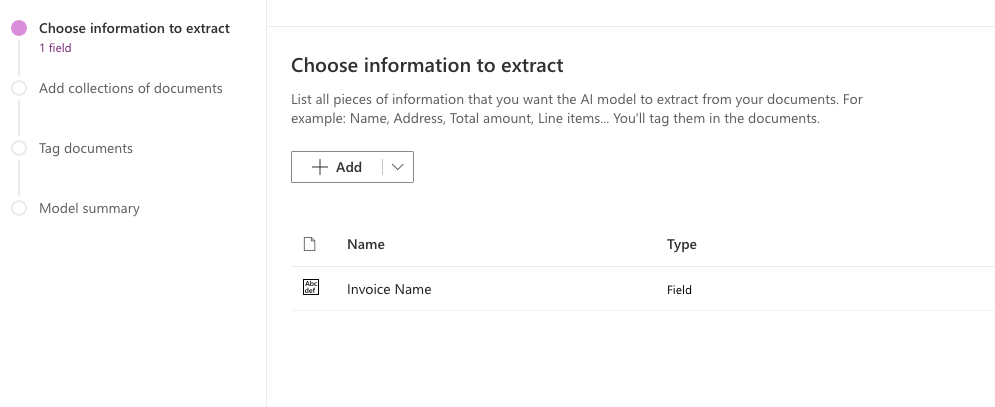 Choose information to extract
1 field
Add collections of documents
Tag documents
Model summary
Choose information to extract
List all pieces of information that you want the AI model to extract from your documents. For
example: Name, Address, Total amount, Line items... You'll tag them in the documents.
Add
Name Type
Abc
def
Invoice Name Field